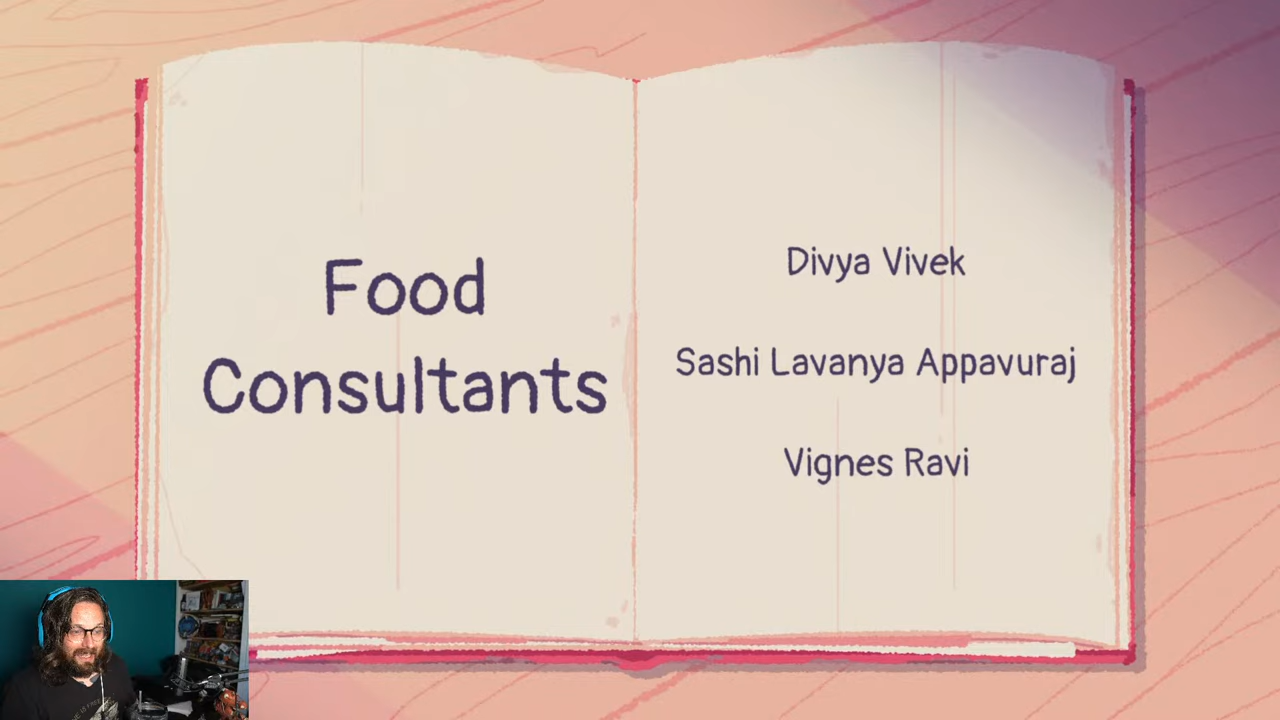 Food
Consultants
Divya Vivek
Sashi Lavanya Appavuraj
Vignes Ravi